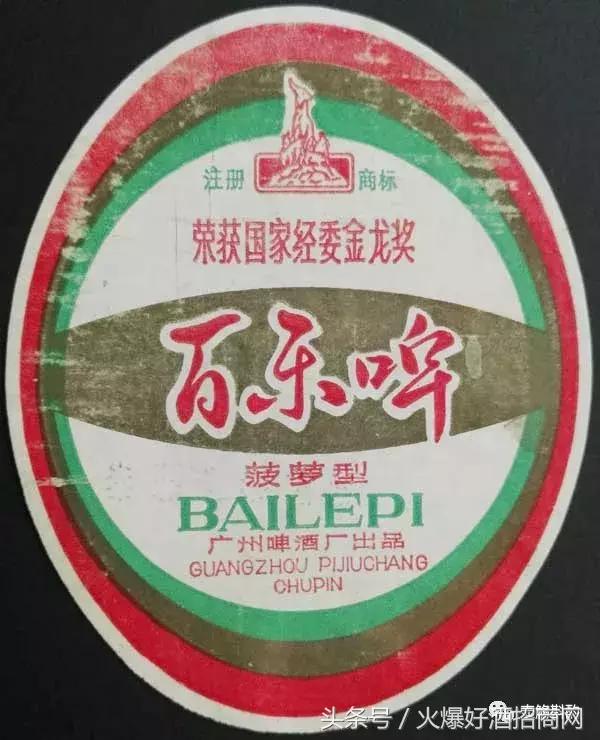 注册 商标
荣获国家经委金龙奖
百乐啤
菠萝型
BAILEPI
广州啤酒厂出品
GUANGZHOU PIJIUCHANG
CHUPIN
头条号 / 火爆好酒招商网